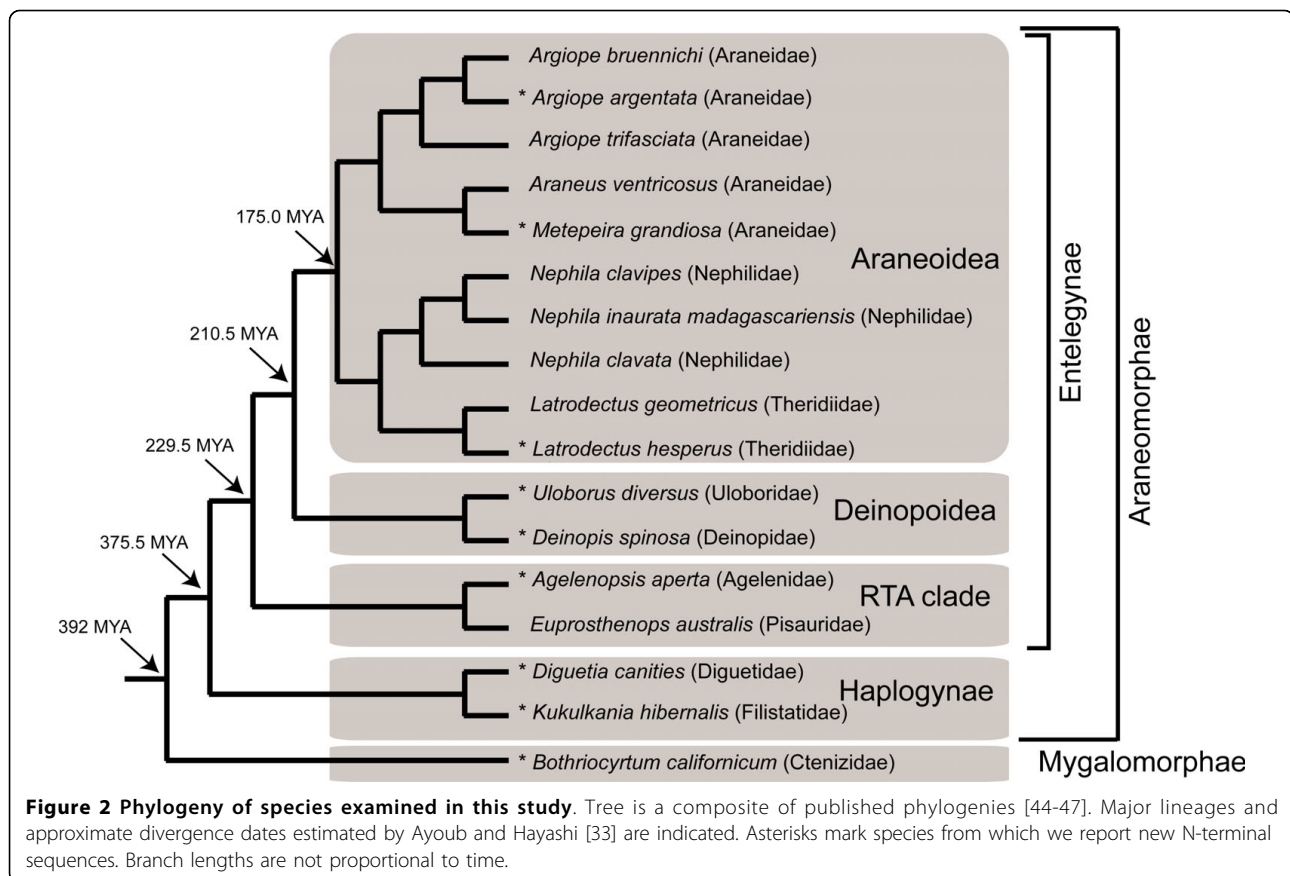 Argiope bruennichi (Araneidae)
* Argiope argentata (Araneidae)
Argiope trifasciata (Araneidae)
Araneus ventricosus (Araneidae)
175.0 MYA
* Metepeira grandiosa (Araneidae)
Araneoidea
Nephila clavipes (Nephilidae)
Nephila inaurata madagascariensis (Nephilidae)
210.5 MYA
Nephila clavata (Nephilidae)
Latrodectus geometricus (Theridiidae)
229.5 MYA
* Latrodectus hesperus (Theridiidae)
* Uloborus diversus (Uloboridae)
Deinopoidea
* Deinopis spinosa (Deinopidae)
375.5 MYA
* Agelenopsis aperta (Agelenidae)
RTA clade
Euprosthenops australis (Pisauridae)
392 MYA
* Diguetia canities (Diguetidae)
Haplogynae
* Kukulkania hibernalis (Filistatidae)
* Bothriocyrtum californicum (Ctenizidae)
Mygalomorphae
Entelegynae
Araneomorphae
Figure 2 Phylogeny of species examined in this study. Tree is a composite of published phylogenies [44-47]. Major lineages and
approximate divergence dates estimated by Ayoub and Hayashi [33] are indicated. Asterisks mark species from which we report new N-terminal
sequences. Branch lengths are not proportional to time.